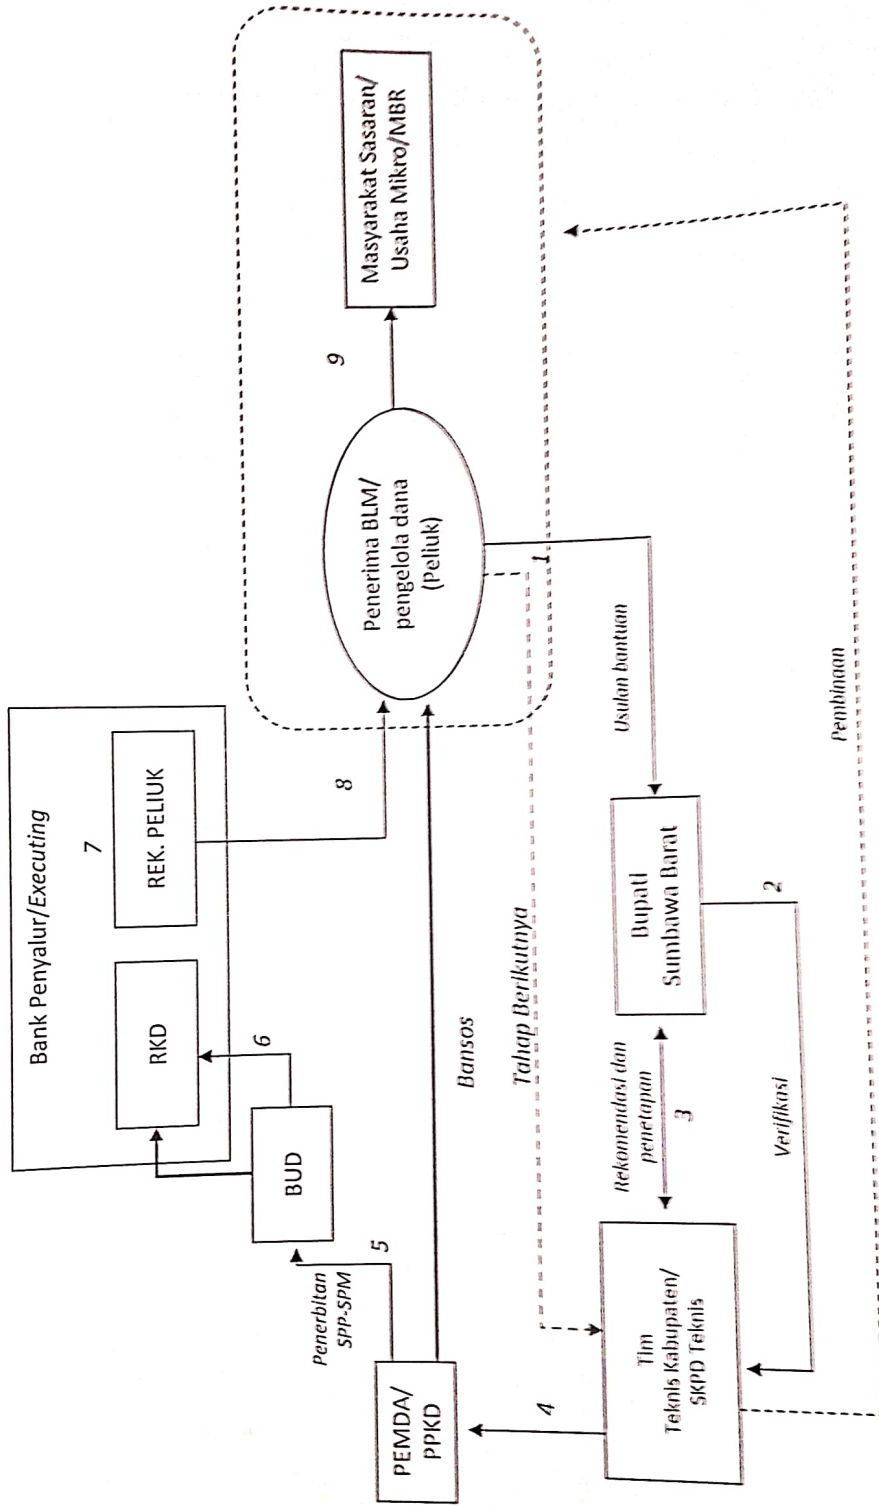 Bank Penyalur/Executing
RKD
7
REK. PELIUK
6
BUD
8
5
Penerbitan
SPP-SPM
PEMDA/
PPKD
Bansos
Penerima BLM/
pengelola dana
(Peliuk)
9
Masyarakat Sasaran/
Usaha Mikro/MBR
Tahap Berikutnya
1
4
Tim
Teknis Kabupaten/
SKPD Teknis
Rekomendasi dan
penetapan
3
Bupati
Sumbawa Barat
Usulan bantuan
Verifikasi
2
Pembinaan